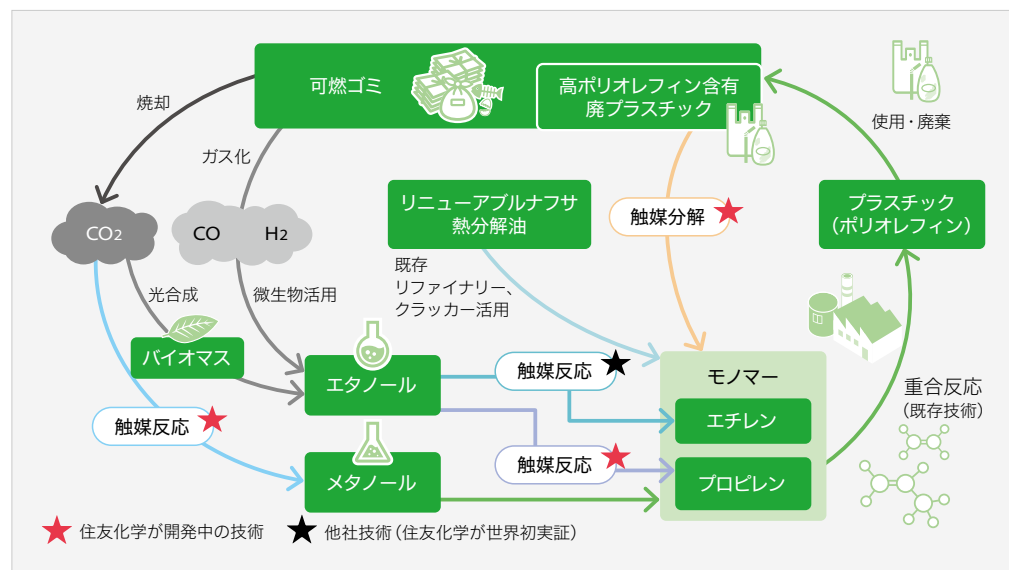 可燃ゴミ
高ポリオレフィン含有
廃プラスチック
焼却
使用・廃棄
ガス化
リニューアブルナフサ
熱分解油
触媒分解
プラスチック
（ポリオレフィン）
CO2
CO
H2
既存
リファイナリー、
クラッカー活用
光合成
微生物活用
バイオマス
エタノール
触媒反応
モノマー
重合反応
（既存技術）
エチレン
触媒反応
触媒反応
メタノール
プロピレン
住友化学が開発中の技術
他社技術（住友化学が世界初実証）